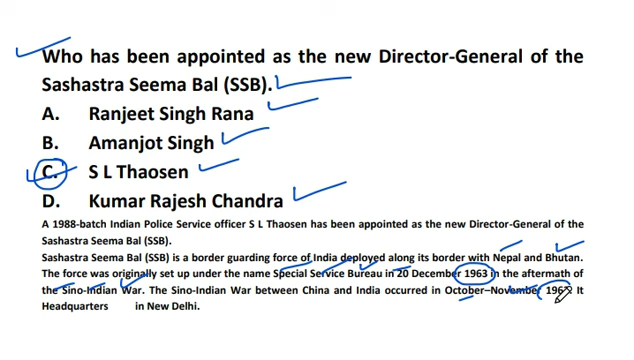 Who has been appointed as the new Director-General of the
Sashastra Seema Bal (SSB).
A. Ranjeet Singh Rana
B. Amanjot Singh
C. S L Thaosen
D. Kumar Rajesh Chandra
A 1988-batch Indian Police Service officer S L Thaosen has been appointed as the new Director-General of the
Sashastra Seema Bal (SSB).
Sashastra Seema Bal (SSB) is a border guarding force of India deployed along its border with Nepal and Bhutan.
The force was originally set up under the name Special Service Bureau in 20 December 1963 in the aftermath of
the Sino-Indian War. The Sino-Indian War between China and India occurred in October–November It
Headquarters in New Delhi.